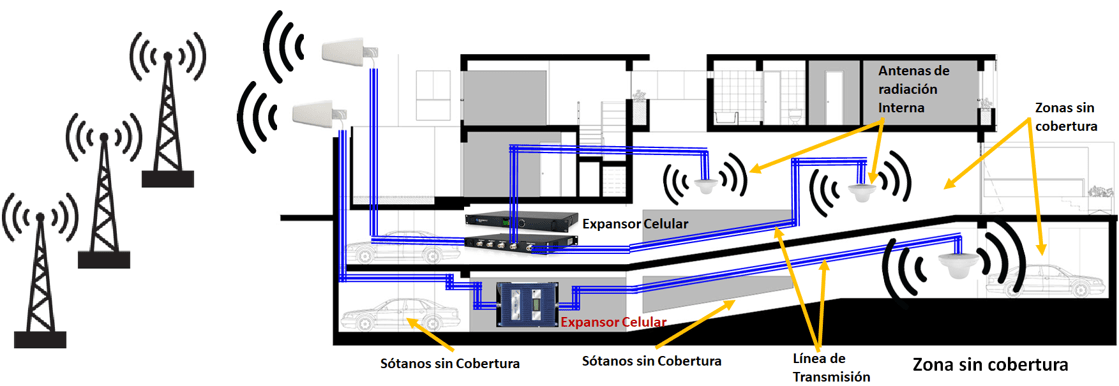 Antenas de
radiación
Interna
Zonas sin
cobertura
Expansor Celular
Expansor Celular
Sótanos sin Cobertura
Sótanos sin Cobertura
Línea de
Transmisión
Zona sin cobertura